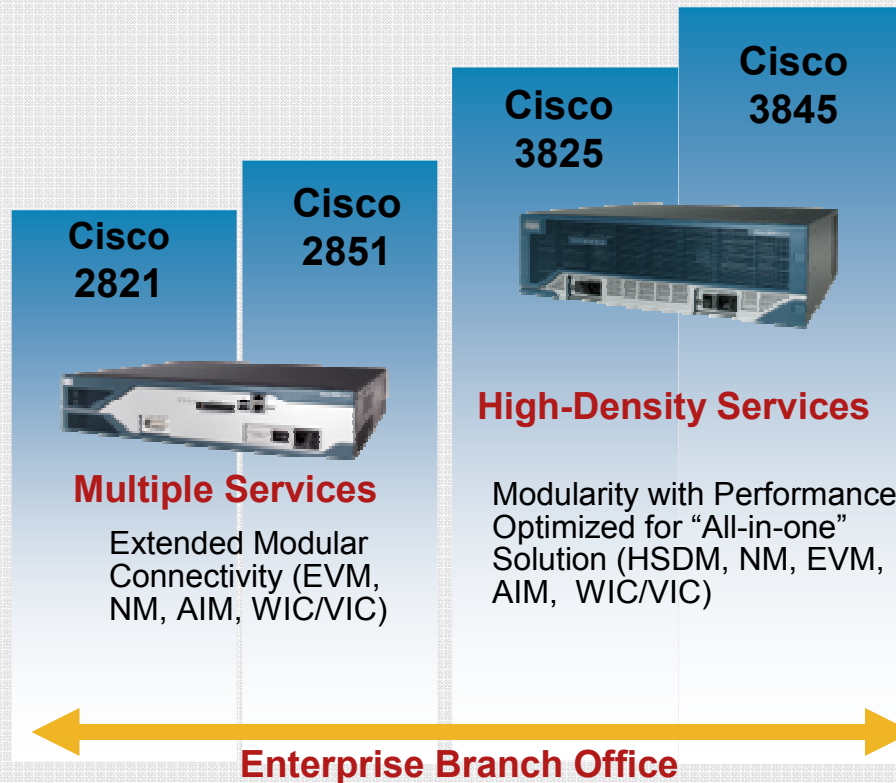 Cisco
2821
Cisco
2851
Cisco
3825
Cisco
3845
Multiple Services
Extended Modular
Connectivity (EVM,
NM, AIM, WIC/VIC)
High-Density Services
Modularity with Performance
Optimized for “All-in-one”
Solution (HSDM, NM, EVM,
AIM, WIC/VIC)
Enterprise Branch Office